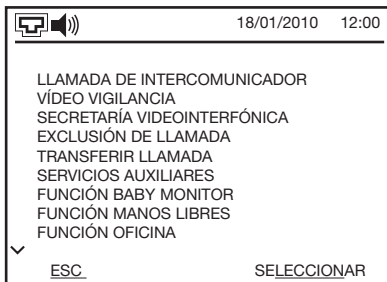 18/01/2010 12:00
LLAMADA DE INTERCOMUNICADOR
VÍDEO VIGILANCIA
SECRETARÍA VIDEOINTERFÓNICA
EXCLUSIÓN DE LLAMADA
TRANSFERIR LLAMADA
SERVICIOS AUXILIARES
FUNCIÓN BABY MONITOR
FUNCIÓN MANOS LIBRES
FUNCIÓN OFICINA
ESC SELECCIONAR